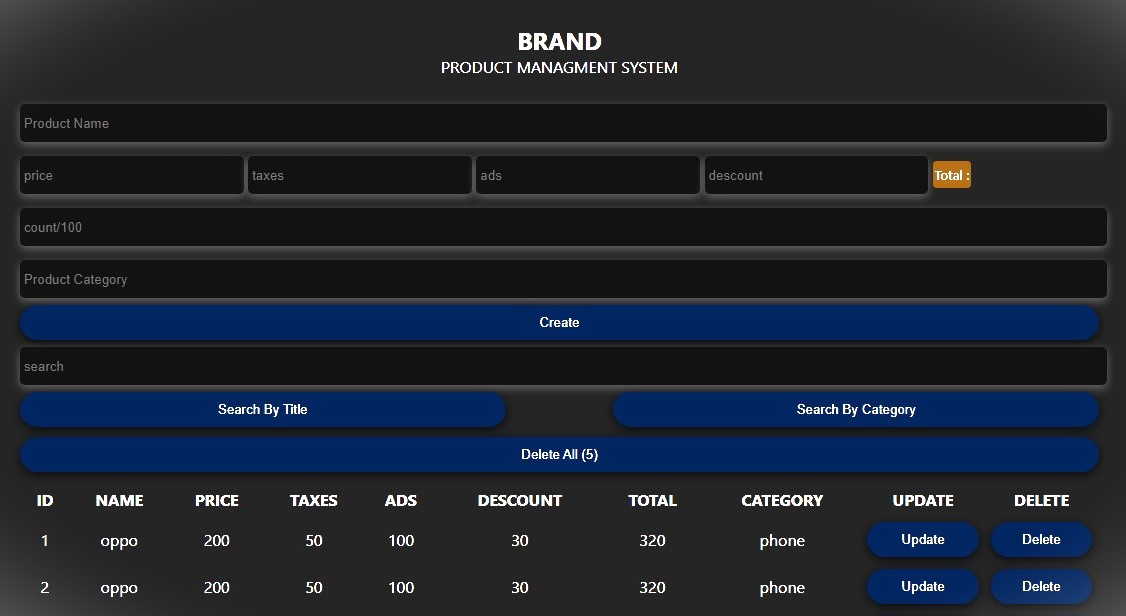 BRAND
PRODUCT MANAGMENT SYSTEM
Product Name
price taxes ads descount Total :
count/100
Product Category
Create
search
Search By Title Search By Category
Delete All (5)
ID NAME PRICE TAXES ADS DESCOUNT TOTAL CATEGORY UPDATE DELETE
1 oppo 200 50 100 30 320 phone Update Delete
2 oppo 200 50 100 30 320 phone Update Delete